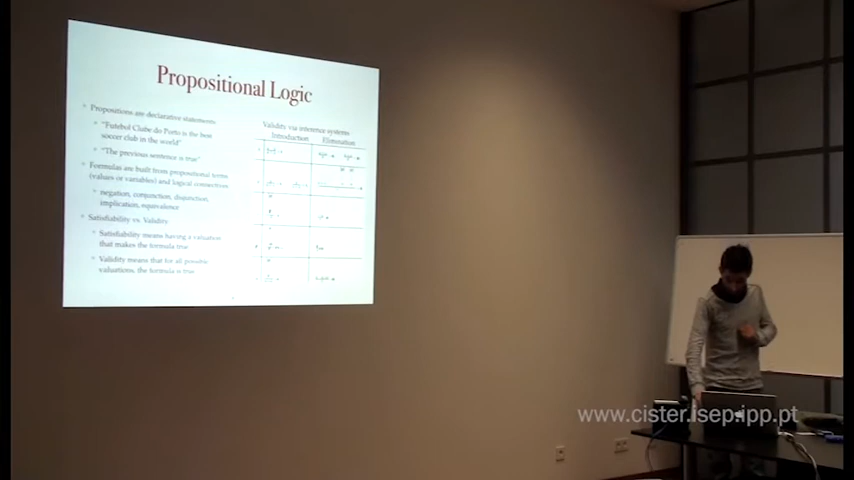 Propositional Logic
Propositions are declarative statements
"Futebol Clube do Porto is the best
soccer club in the world"
"The previous sentence is true"
Formulas are built from propositional terms
(values or variables) and logical connectives
negation, conjunction, disjunction,
implication, equivalence
Satisfiability vs. Validity
Satisfiability means having a valuation
that makes the formula true
Validity means that for all possible
valuations, the formula is true
Validity via inference systems
Introduction Elimination
www.cister.isep.ipp.pt